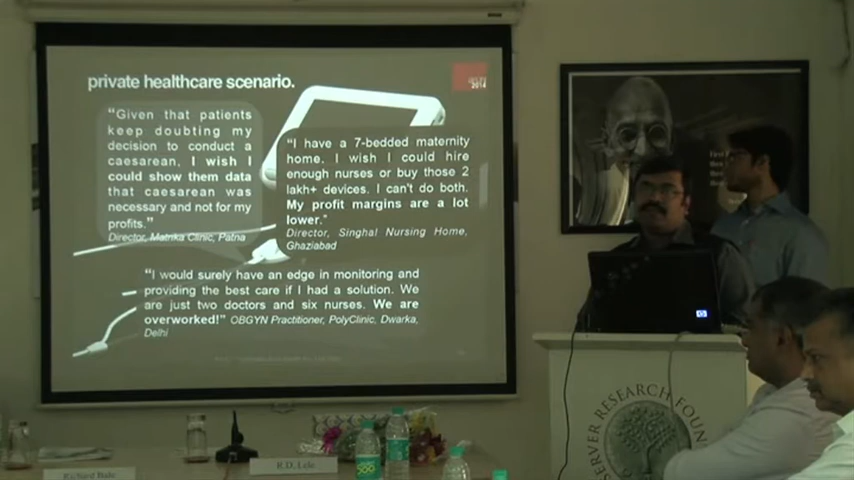 private healthcare scenario.
2014
"Given that patients
keep doubting my
decision to conduct a
caesarean, I wish I
could show them data
that caesarean was
necessary and not for my
profits."
Director, Matrika Clinic, Patna
"I have a 7-bedded maternity
home. I wish I could hire
enough nurses or buy those 2
lakh+ devices. I can't do both.
My profit margins are a lot
lower."
Director, Singhal Nursing Home,
Ghaziabad
"I would surely have an edge in monitoring and
providing the best care if I had a solution. We
are just two doctors and six nurses. We are
overworked!" OBGYN Practitioner, PolyClinic, Dwarka,
Delhi
First
hp
SERVER RESEARCH FOUN
R.D. Lele